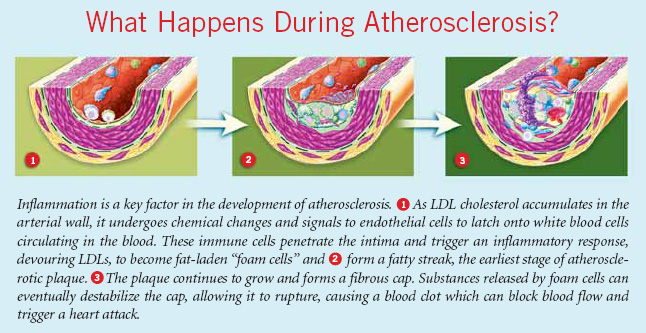 What Happens During Atherosclerosis?
1
2
3
Inflammation is a key factor in the development of atherosclerosis. 1 As LDL cholesterol accumulates in the
arterial wall, it undergoes chemical changes and signals to endothelial cells to latch onto white blood cells
circulating in the blood. These immune cells penetrate the intima and trigger an inflammatory response,
devouring LDLs, to become fat-laden “foam cells” and 2 form a fatty streak, the earliest stage of atheroscle-
rotic plaque. 3 The plaque continues to grow and forms a fibrous cap. Substances released by foam cells can
eventually destabilize the cap, allowing it to rupture, causing a blood clot which can block blood flow and
trigger a heart attack.